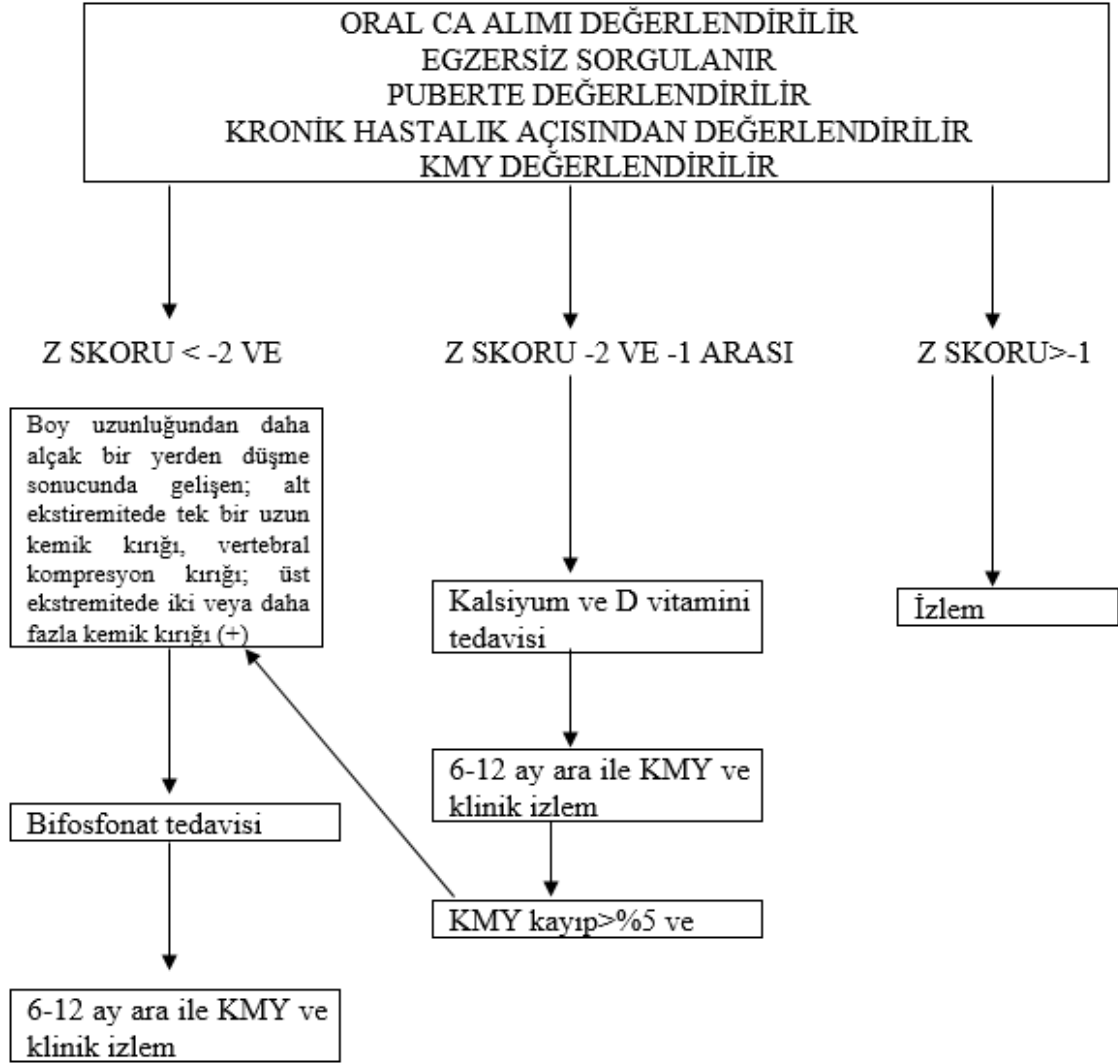 ORAL CA ALIMI DEĞERLENDİRİLİR
EGZERSİZ SORGULANIR
PUBERTE DEĞERLENDİRİLİR
KRONİK HASTALIK AÇISINDAN DEĞERLENDİRİLİR
KMY DEĞERLENDİRİLİR
Z SKORU < -2 VE
Z SKORU -2 VE -1 ARASI
Z SKORU>-1
Boy uzunluğundan daha
alçak bir yerden düşme
sonucunda gelişen; alt
ekstiremitede tek bir uzun
kemik kırığı, vertebral
kompresyon kırığı; üst
ekstremitede iki veya daha
fazla kemik kırığı (+)
Kalsiyum ve D vitamini
tedavisi
İzlem
6-12 ay ara ile KMY ve
klinik izlem
Bifosfonat tedavisi
KMY kayıp>%5 ve
6-12 ay ara ile KMY ve
klinik izlem